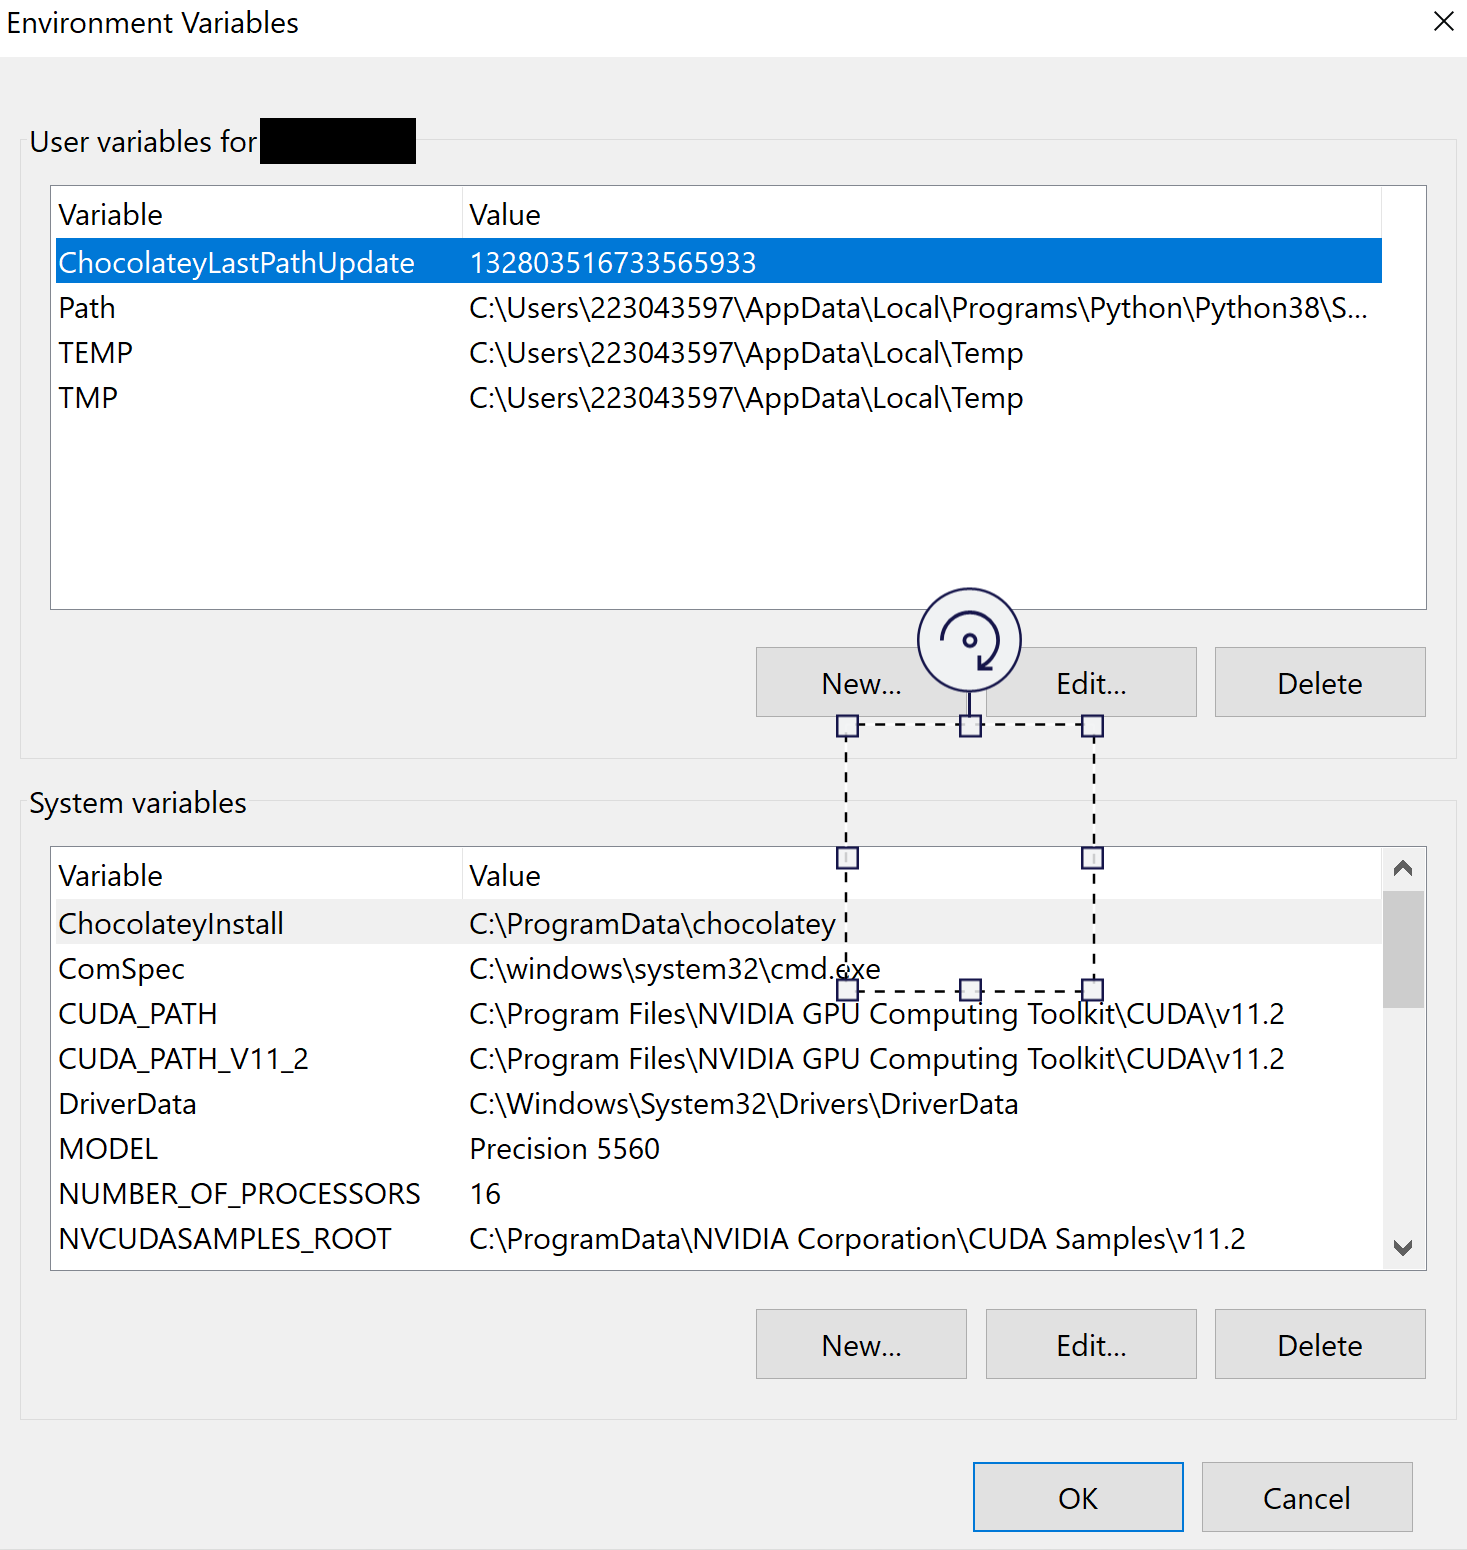 Environment Variables
User variables for
Variable Value
ChocolateyLastPathUpdate 132803516733565933
Path C:\Users\223043597\AppData\Local\Programs\Python\Python38\S...
TEMP C:\Users\223043597\AppData\Local\Temp
TMP C:\Users\223043597\AppData\Local\Temp
New... Edit... Delete
System variables
Variable Value
ChocolateyInstall C:\ProgramData\chocolatey
ComSpec C:\windows\system32\cmd.exe
CUDA_PATH C:\Program Files\NVIDIA GPU Computing Toolkit\CUDA\v11.2
CUDA_PATH_V11_2 C:\Program Files\NVIDIA GPU Computing Toolkit\CUDA\v11.2
DriverData C:\Windows\System32\Drivers\DriverData
MODEL Precision 5560
NUMBER_OF_PROCESSORS 16
NVCUDASAMPLES_ROOT C:\ProgramData\NVIDIA Corporation\CUDA Samples\v11.2
New... Edit... Delete
OK Cancel